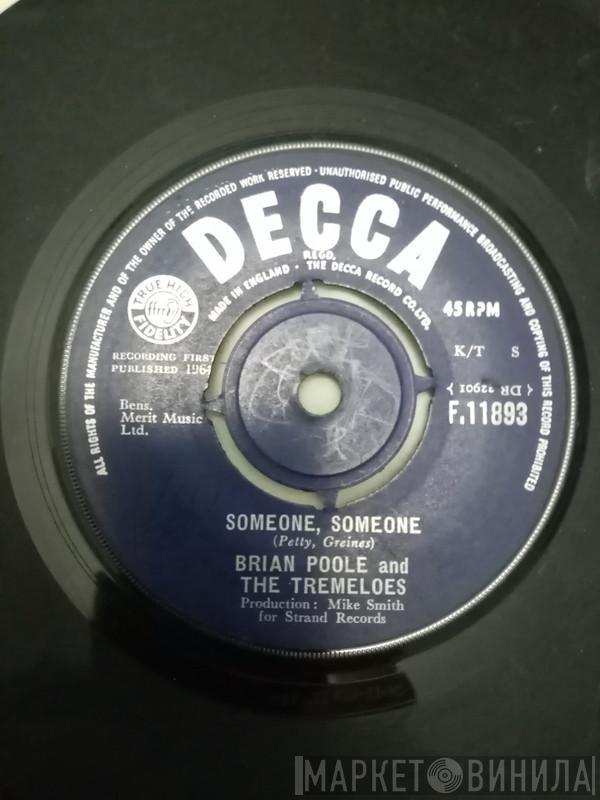 ALL RIGHTS OF THE MANUFACTURER AND OF THE OWNER OF THE RECORDED WORK RESERVED · UNAUTHORISED PUBLIC PERFORMANCE BROADCASTING AND COPYING OF THIS RECORD PROHIBITED
DECCA
REGD.
MADE IN ENGLAND · THE DECCA RECORD CO. LTD.
TRUE HIGH
ffrr
FIDELITY
45 RPM
K/T S
RECORDING FIRST
PUBLISHED 1964
(DR 32901)
F.11893
Bens.
Merit Music
Ltd.
SOMEONE, SOMEONE
(Petty, Greines)
BRIAN POOLE and
THE TREMELOES
Production: Mike Smith
for Strand Records
МАРКЕТ ВИНИЛА